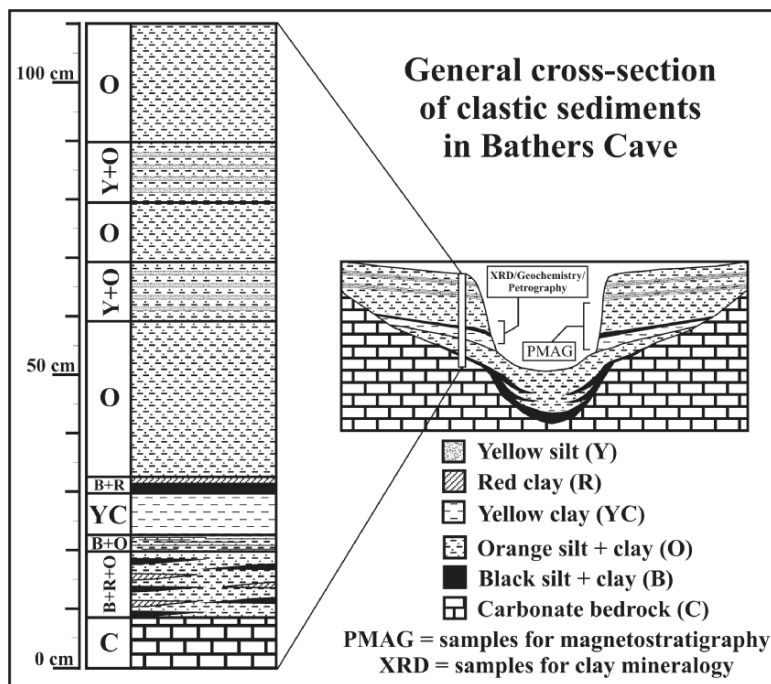 General cross-section
of clastic sediments
in Bathers Cave
100 cm
50 cm
0 cm
O
Y+O
O
Y+O
O
B+R
YC
B+O
B+R+O
C
XRD/Geochemistry/
Petrography
PMAG
Yellow silt (Y)
Red clay (R)
Yellow clay (YC)
Orange silt + clay (O)
Black silt + clay (B)
Carbonate bedrock (C)
PMAG = samples for magnetostratigraphy
XRD = samples for clay mineralogy